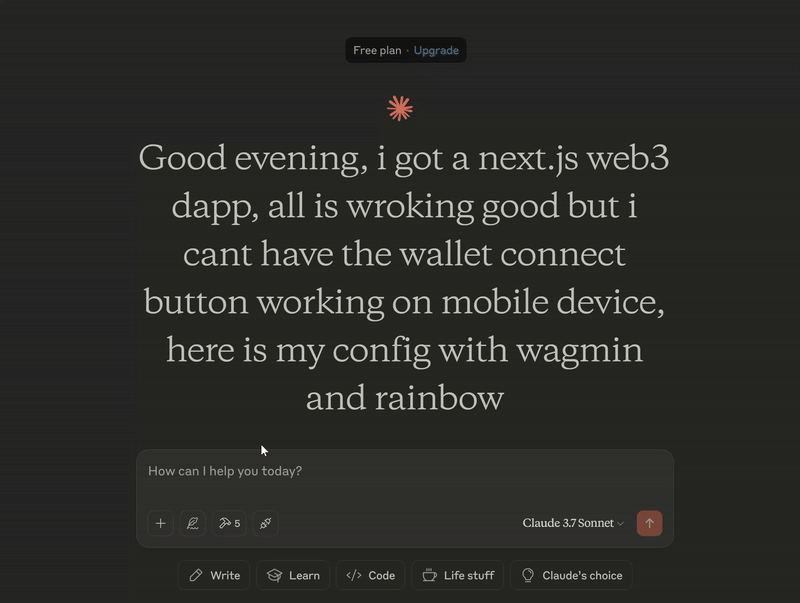 Free plan · Upgrade
Good evening, i got a next.js web3
dapp, all is wroking good but i
cant have the wallet connect
button working on mobile device,
here is my config with wagmin
and rainbow
How can I help you today?
5
Claude 3.7 Sonnet
Write
Learn
Code
Life stuff
Claude's choice